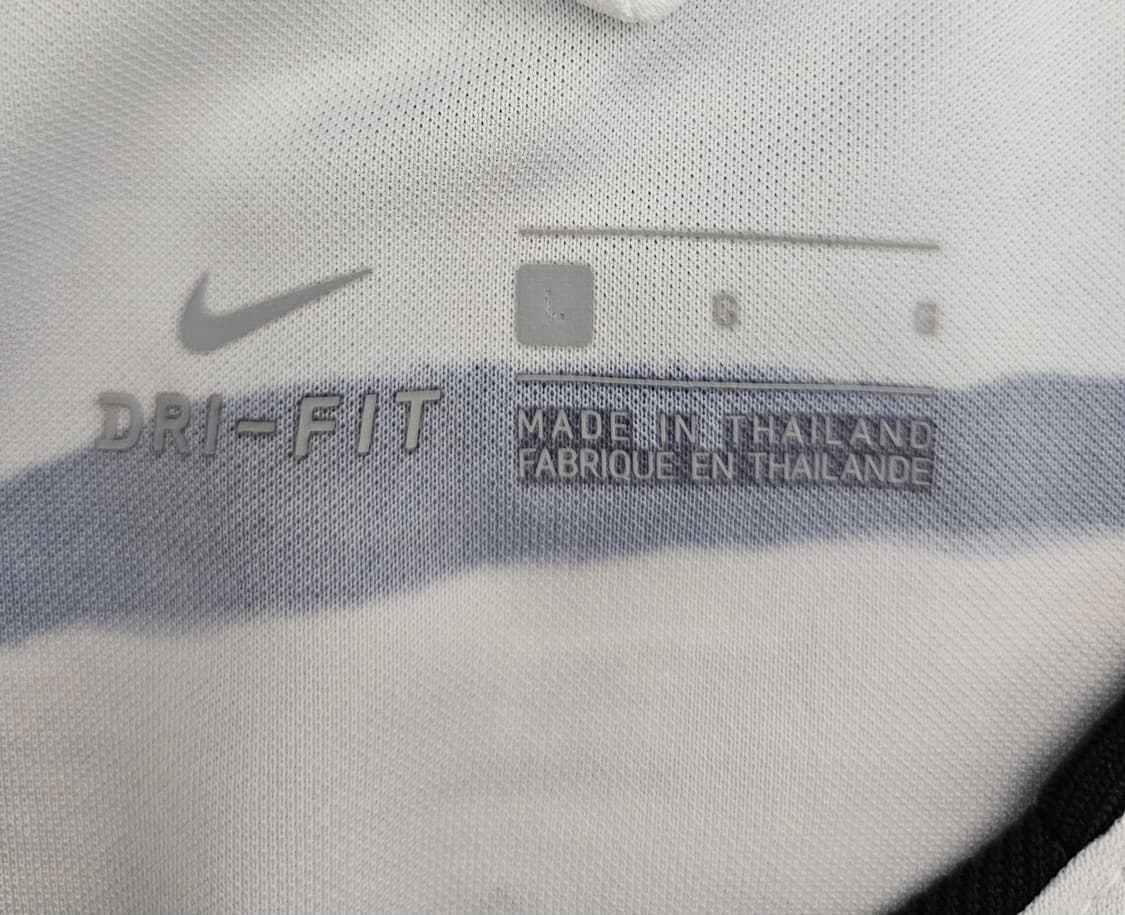 L G G
DRI-FIT
MADE IN THAILAND
FABRIQUE EN THAILANDE